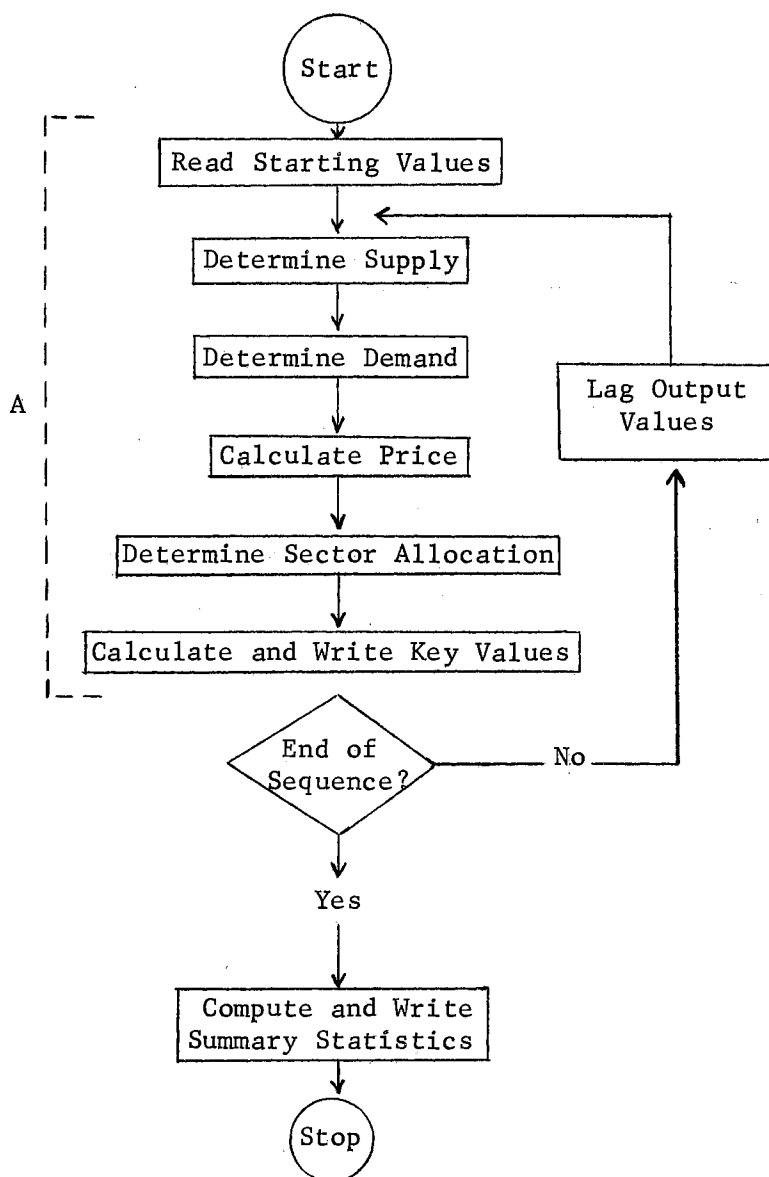 Start
Read Starting Values
Determine Supply
Determine Demand
Lag Output
Values
A
Calculate Price
Determine Sector Allocation
Calculate and Write Key Values
End of
Sequence?
No
Yes
Compute and Write
Summary Statistics
Stop